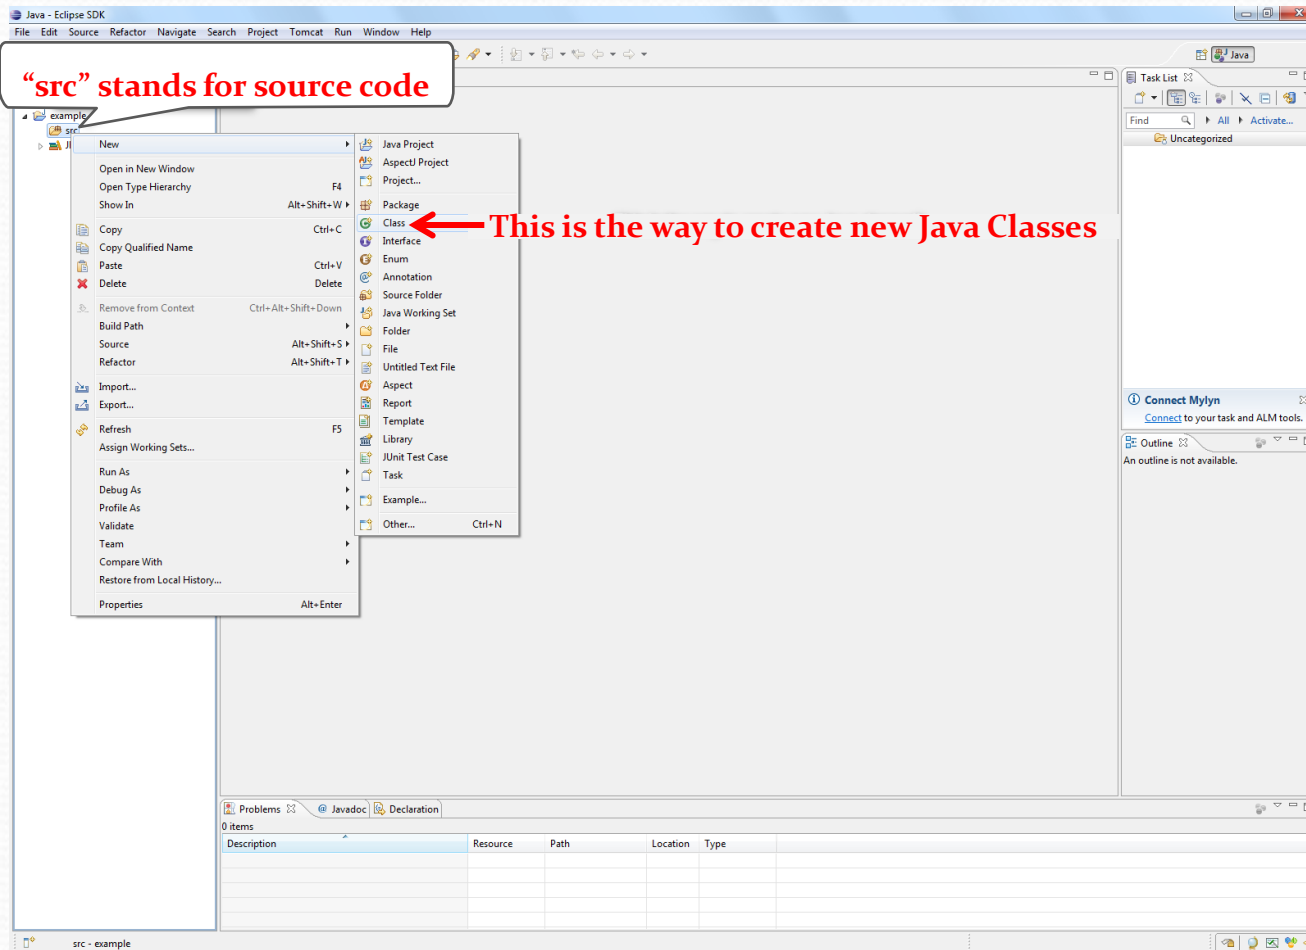 Java - Eclipse SDK
File Edit Source Refactor Navigate Search Project Tomcat Run Window Help
“src” stands for source code
Java
example
src
New
Open in New Window
Open Type Hierarchy F4
Show In Alt+Shift+W
Copy Ctrl+C
Copy Qualified Name
Paste Ctrl+V
Delete Delete
Remove from Context Ctrl+Alt+Shift+Down
Build Path
Source Alt+Shift+S
Refactor Alt+Shift+T
Import...
Export...
Refresh F5
Assign Working Sets...
Run As
Debug As
Profile As
Validate
Team
Compare With
Restore from Local History...
Properties Alt+Enter
Java Project
AspectJ Project
Project...
Package
Class
Interface
Enum
Annotation
Source Folder
Java Working Set
Folder
File
Untitled Text File
Aspect
Report
Template
Library
JUnit Test Case
Task
Example...
Other... Ctrl+N
This is the way to create new Java Classes
Task List
Find All Activate...
Uncategorized
Connect Mylyn
Connect to your task and ALM tools.
Outline
An outline is not available.
Problems @ Javadoc Declaration
0 items
Description Resource Path Location Type
src - example